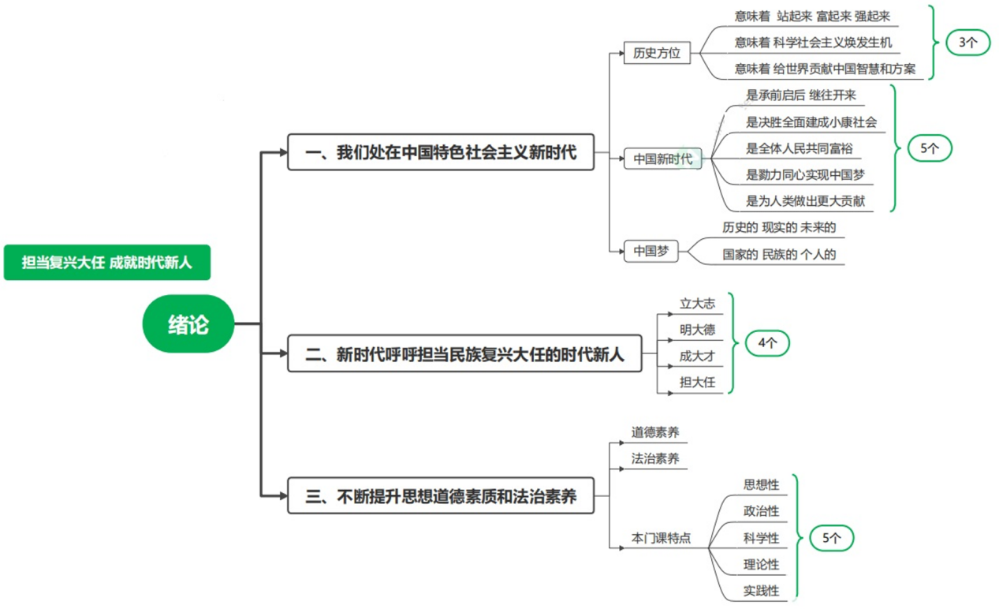 担当复兴大任 成就时代新人
绪论
一、我们处在中国特色社会主义新时代
历史方位
意味着 站起来 富起来 强起来
意味着 科学社会主义焕发生机
意味着 给世界贡献中国智慧和方案
3个
中国新时代
是承前启后 继往开来
是决胜全面建成小康社会
是全体人民共同富裕
是勠力同心实现中国梦
是为人类做出更大贡献
5个
中国梦
历史的 现实的 未来的
国家的 民族的 个人的
二、新时代呼呼担当民族复兴大任的时代新人
立大志
明大德
成大才
担大任
4个
三、不断提升思想道德素质和法治素养
道德素养
法治素养
本门课特点
思想性
政治性
科学性
理论性
实践性
5个